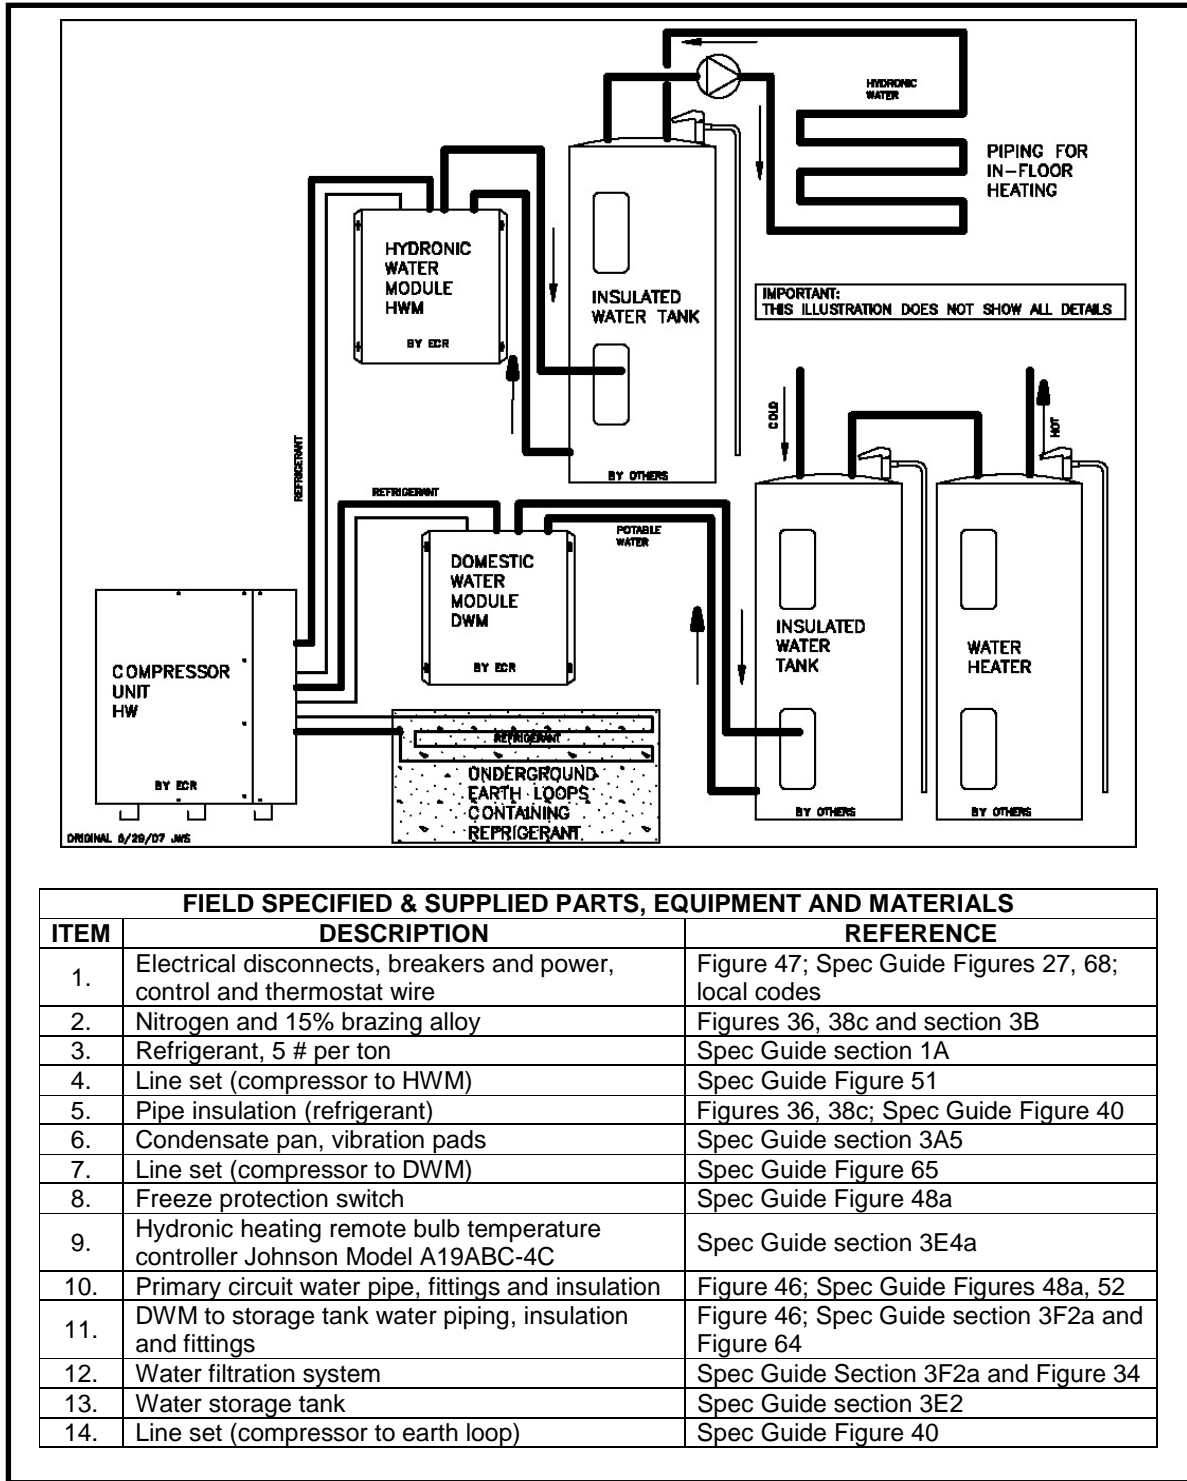 HYDRONIC
WATER
PIPING FOR
IN-FLOOR
HEATING
HYDRONIC
WATER
MODULE
HWM
BY ECR
INSULATED
WATER TANK
BY OTHERS
IMPORTANT:
THIS ILLUSTRATION DOES NOT SHOW ALL DETAILS
REFRIGERANT
REFRIGERANT
POTABLE
WATER
COLD
HOT
DOMESTIC
WATER
MODULE
DWM
BY ECR
INSULATED
WATER
TANK
BY OTHERS
WATER
HEATER
BY OTHERS
COMPRESSOR
UNIT
HW
BY ECR
REFRIGERANT
UNDERGROUND
EARTH LOOPS
CONTAINING
REFRIGERANT
ORIGINAL 6/29/07 JWS
FIELD SPECIFIED & SUPPLIED PARTS, EQUIPMENT AND MATERIALS
ITEM DESCRIPTION REFERENCE
1. Electrical disconnects, breakers and power, control and thermostat wire Figure 47; Spec Guide Figures 27, 68; local codes
2. Nitrogen and 15% brazing alloy Figures 36, 38c and section 3B
3. Refrigerant, 5 # per ton Spec Guide section 1A
4. Line set (compressor to HWM) Spec Guide Figure 51
5. Pipe insulation (refrigerant) Figures 36, 38c; Spec Guide Figure 40
6. Condensate pan, vibration pads Spec Guide section 3A5
7. Line set (compressor to DWM) Spec Guide Figure 65
8. Freeze protection switch Spec Guide Figure 48a
9. Hydronic heating remote bulb temperature controller Johnson Model A19ABC-4C Spec Guide section 3E4a
10. Primary circuit water pipe, fittings and insulation Figure 46; Spec Guide Figures 48a, 52
11. DWM to storage tank water piping, insulation and fittings Figure 46; Spec Guide section 3F2a and Figure 64
12. Water filtration system Spec Guide Section 3F2a and Figure 34
13. Water storage tank Spec Guide section 3E2
14. Line set (compressor to earth loop) Spec Guide Figure 40